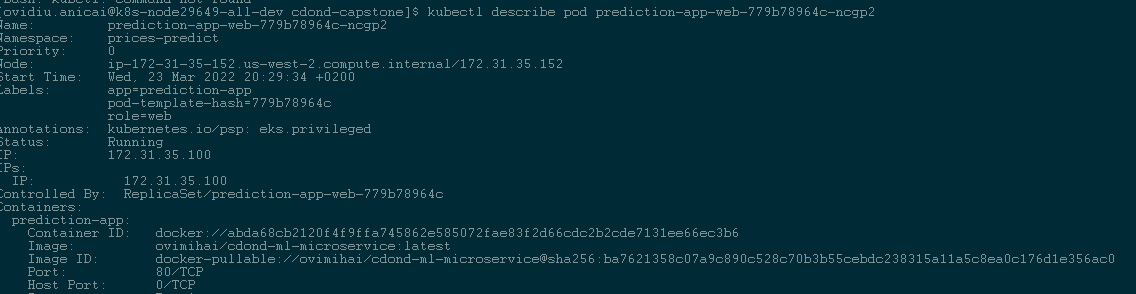 bash: kubectl: command not found
[ovidiu.anicai@k8s-node29649-all-dev cdond-capstone]$ kubectl describe pod prediction-app-web-779b78964c-ncgp2
Name: prediction-app-web-779b78964c-ncgp2
Namespace: prices-predict
Priority: 0
Node: ip-172-31-35-152.us-west-2.compute.internal/172.31.35.152
Start Time: Wed, 23 Mar 2022 20:29:34 +0200
Labels: app=prediction-app
pod-template-hash=779b78964c
role=web
Annotations: kubernetes.io/psp: eks.privileged
Status: Running
IP: 172.31.35.100
IPs:
IP: 172.31.35.100
Controlled By: ReplicaSet/prediction-app-web-779b78964c
Containers:
prediction-app:
Container ID: docker://abda68cb2120f4f9ffa745862e585072fae83f2d66cdc2b2cde7131ee66ec3b6
Image: ovimihai/cdond-ml-microservice:latest
Image ID: docker-pullable://ovimihai/cdond-ml-microservice@sha256:ba7621358c07a9c890c528c70b3b55cebdc238315a11a5c8ea0c176d1e356ac0
Port: 80/TCP
Host Port: 0/TCP